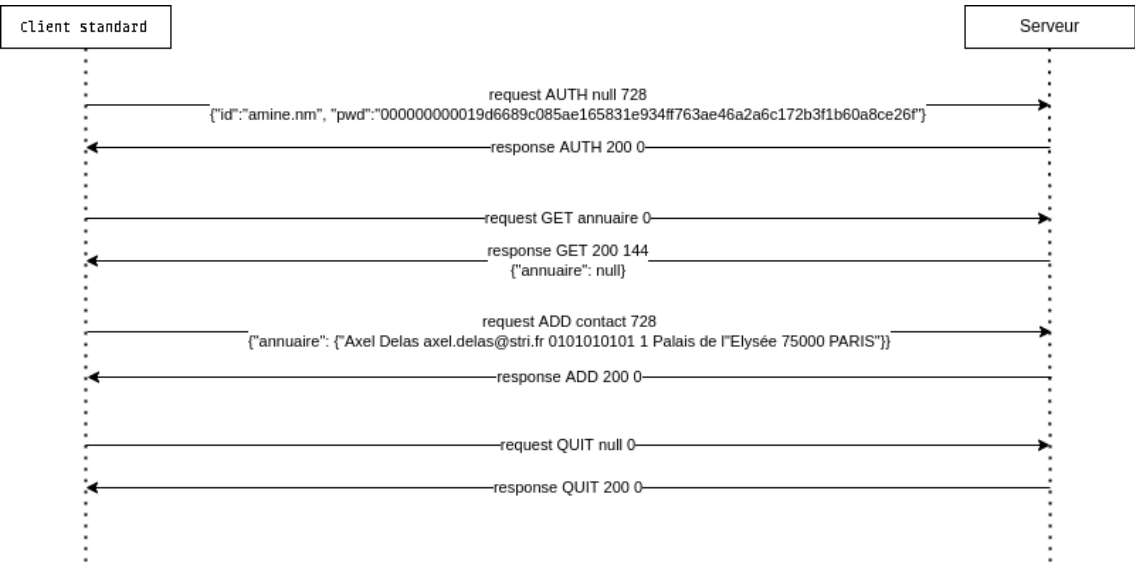 Client standard
Serveur
request AUTH null 728
{"id":"amine.nm", "pwd":"000000000019d6689c085ae165831e934ff763ae46a2a6c172b3f1b60a8ce26f"}
response AUTH 200 0
request GET annuaire 0
response GET 200 144
{"annuaire": null}
request ADD contact 728
{"annuaire": {"Axel Delas axel.delas@stri.fr 0101010101 1 Palais de l"Elysée 75000 PARIS"}}
response ADD 200 0
request QUIT null 0
response QUIT 200 0